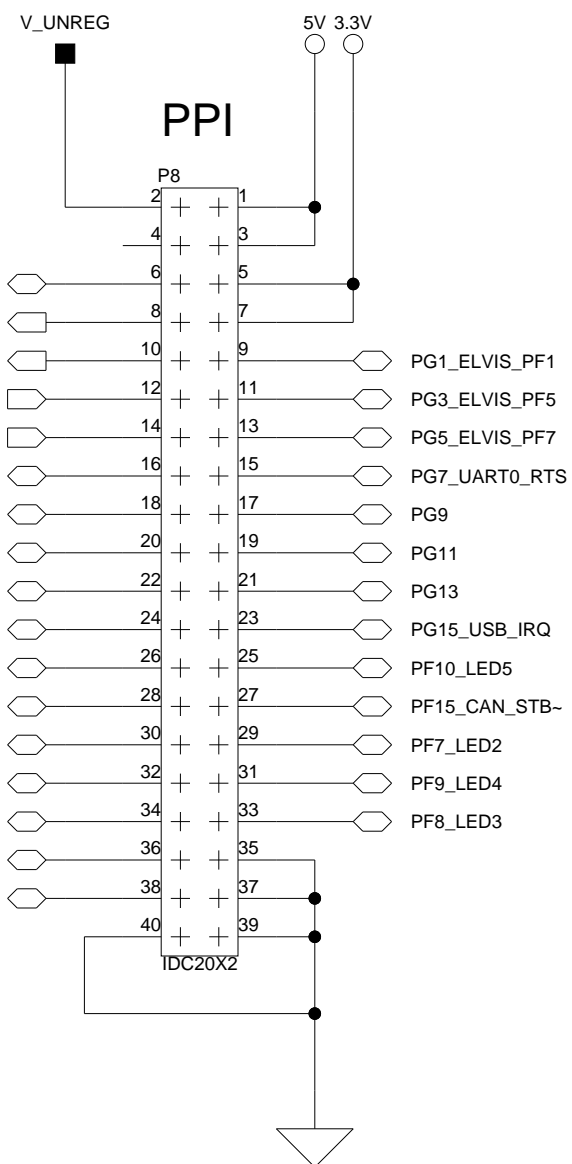 V_UNREG 5V 3.3V
PPI
P8
2 1
4 3
6 5
8 7
10 9 PG1_ELVIS_PF1
12 11 PG3_ELVIS_PF5
14 13 PG5_ELVIS_PF7
16 15 PG7_UART0_RTS
18 17 PG9
20 19 PG11
22 21 PG13
24 23 PG15_USB_IRQ
26 25 PF10_LED5
28 27 PF15_CAN_STB~
30 29 PF7_LED2
32 31 PF9_LED4
34 33 PF8_LED3
36 35
38 37
40 39
IDC20X2